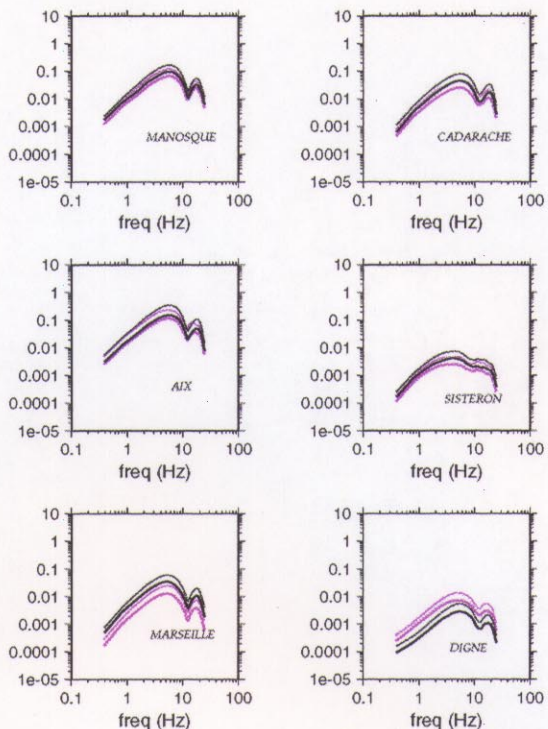 10
1
0.1
0.01
0.001
0.0001
1e-05
MANOSQUE
0.1 1 10 100
freq (Hz)
10
1
0.1
0.01
0.001
0.0001
1e-05
CADARACHE
0.1 1 10 100
freq (Hz)
10
1
0.1
0.01
0.001
0.0001
1e-05
AIX
0.1 1 10 100
freq (Hz)
10
1
0.1
0.01
0.001
0.0001
1e-05
SISTERON
0.1 1 10 100
freq (Hz)
10
1
0.1
0.01
0.001
0.0001
1e-05
MARSEILLE
0.1 1 10 100
freq (Hz)
10
1
0.1
0.01
0.001
0.0001
1e-05
DIGNE
0.1 1 10 100
freq (Hz)